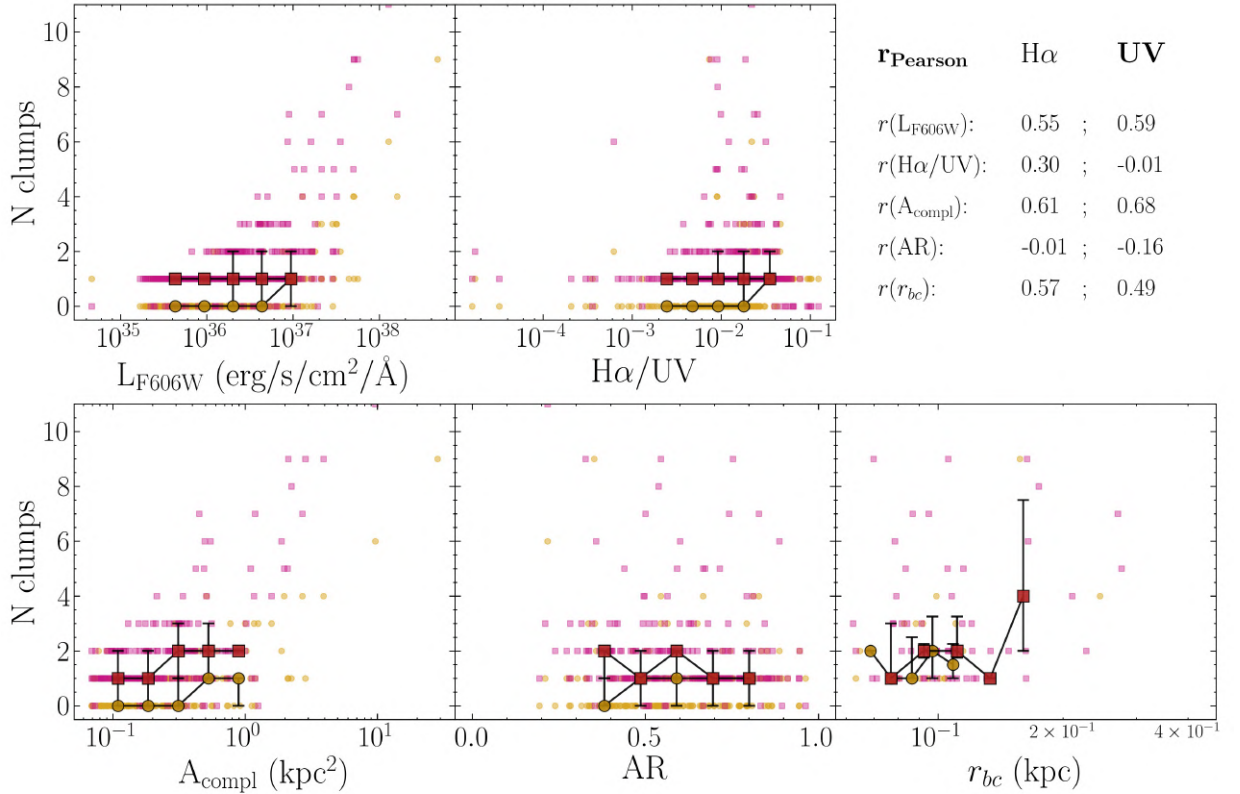 10
8
6
4
2
0
N clumps
10^35
10^36
10^37
10^38
L_F606W (erg/s/cm²/Å)
10^−4
10^−3
10^−2
10^−1
Hα/UV
r_Pearson Hα UV
r(L_F606W): 0.55 ; 0.59
r(Hα/UV): 0.30 ; -0.01
r(A_compl): 0.61 ; 0.68
r(AR): -0.01 ; -0.16
r(r_bc): 0.57 ; 0.49
10
8
6
4
2
0
N clumps
10^−1
10^0
10^1
A_compl (kpc²)
0.0
0.5
1.0
AR
10^−1
2 × 10^−1
4 × 10^−1
r_bc (kpc)